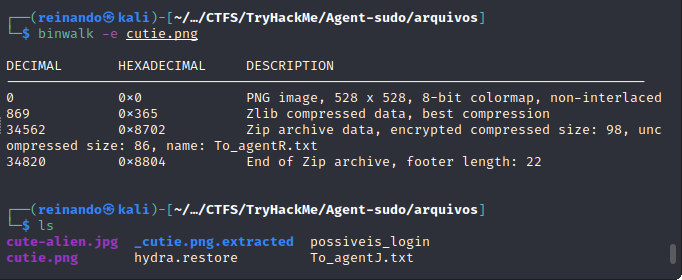 ┌──(reinando㉿kali)-[~/…/CTFS/TryHackMe/Agent-sudo/arquivos]
└─$ binwalk -e cutie.png
DECIMAL       HEXADECIMAL     DESCRIPTION
--------------------------------------------------------------------------------
0             0×0             PNG image, 528 x 528, 8-bit colormap, non-interlaced
869           0×365           Zlib compressed data, best compression
34562         0×8702          Zip archive data, encrypted compressed size: 98, unc
ompressed size: 86, name: To_agentR.txt
34820         0×8804          End of Zip archive, footer length: 22
┌──(reinando㉿kali)-[~/…/CTFS/TryHackMe/Agent-sudo/arquivos]
└─$ ls
cute-alien.jpg  _cutie.png.extracted  possiveis_login
cutie.png       hydra.restore         To_agentJ.txt